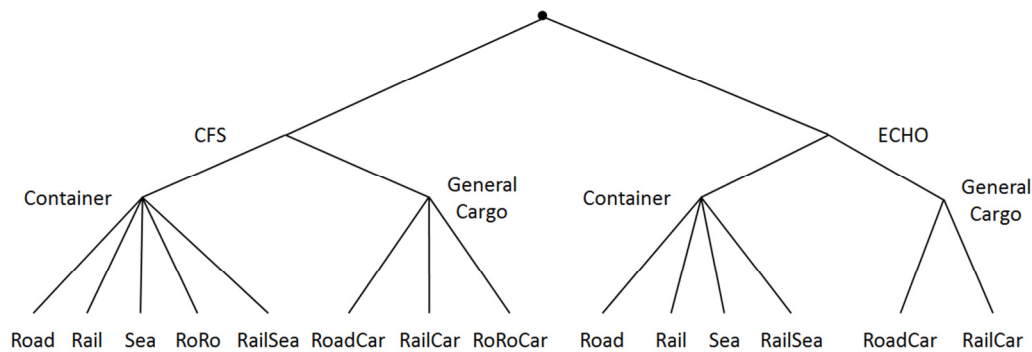 CFS
ECHO
Container
General
Cargo
Container
General
Cargo
Road Rail Sea RoRo RailSea RoadCar RailCar RoRoCar Road Rail Sea RailSea RoadCar RailCar